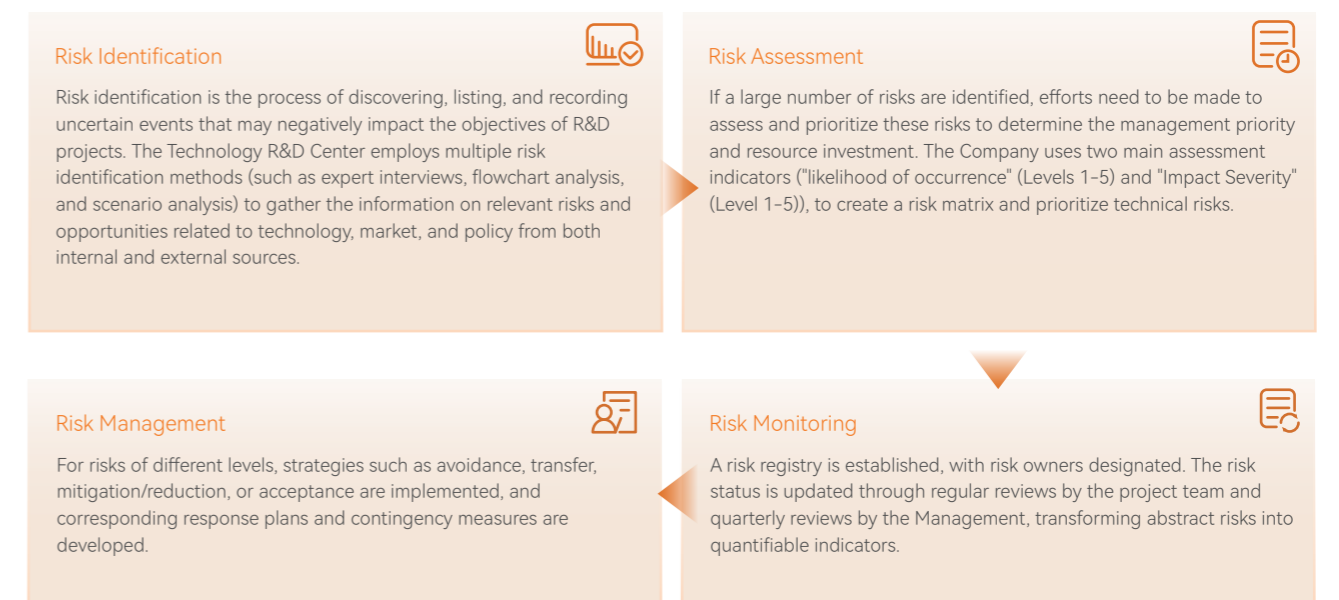 Risk Identification
Risk identification is the process of discovering, listing, and recording
uncertain events that may negatively impact the objectives of R&D
projects. The Technology R&D Center employs multiple risk
identification methods (such as expert interviews, flowchart analysis,
and scenario analysis) to gather the information on relevant risks and
opportunities related to technology, market, and policy from both
internal and external sources.
Risk Assessment
If a large number of risks are identified, efforts need to be made to
assess and prioritize these risks to determine the management priority
and resource investment. The Company uses two main assessment
indicators ("likelihood of occurrence" (Levels 1-5) and "Impact Severity"
(Level 1-5)), to create a risk matrix and prioritize technical risks.
Risk Monitoring
A risk registry is established, with risk owners designated. The risk
status is updated through regular reviews by the project team and
quarterly reviews by the Management, transforming abstract risks into
quantifiable indicators.
Risk Management
For risks of different levels, strategies such as avoidance, transfer,
mitigation/reduction, or acceptance are implemented, and
corresponding response plans and contingency measures are
developed.